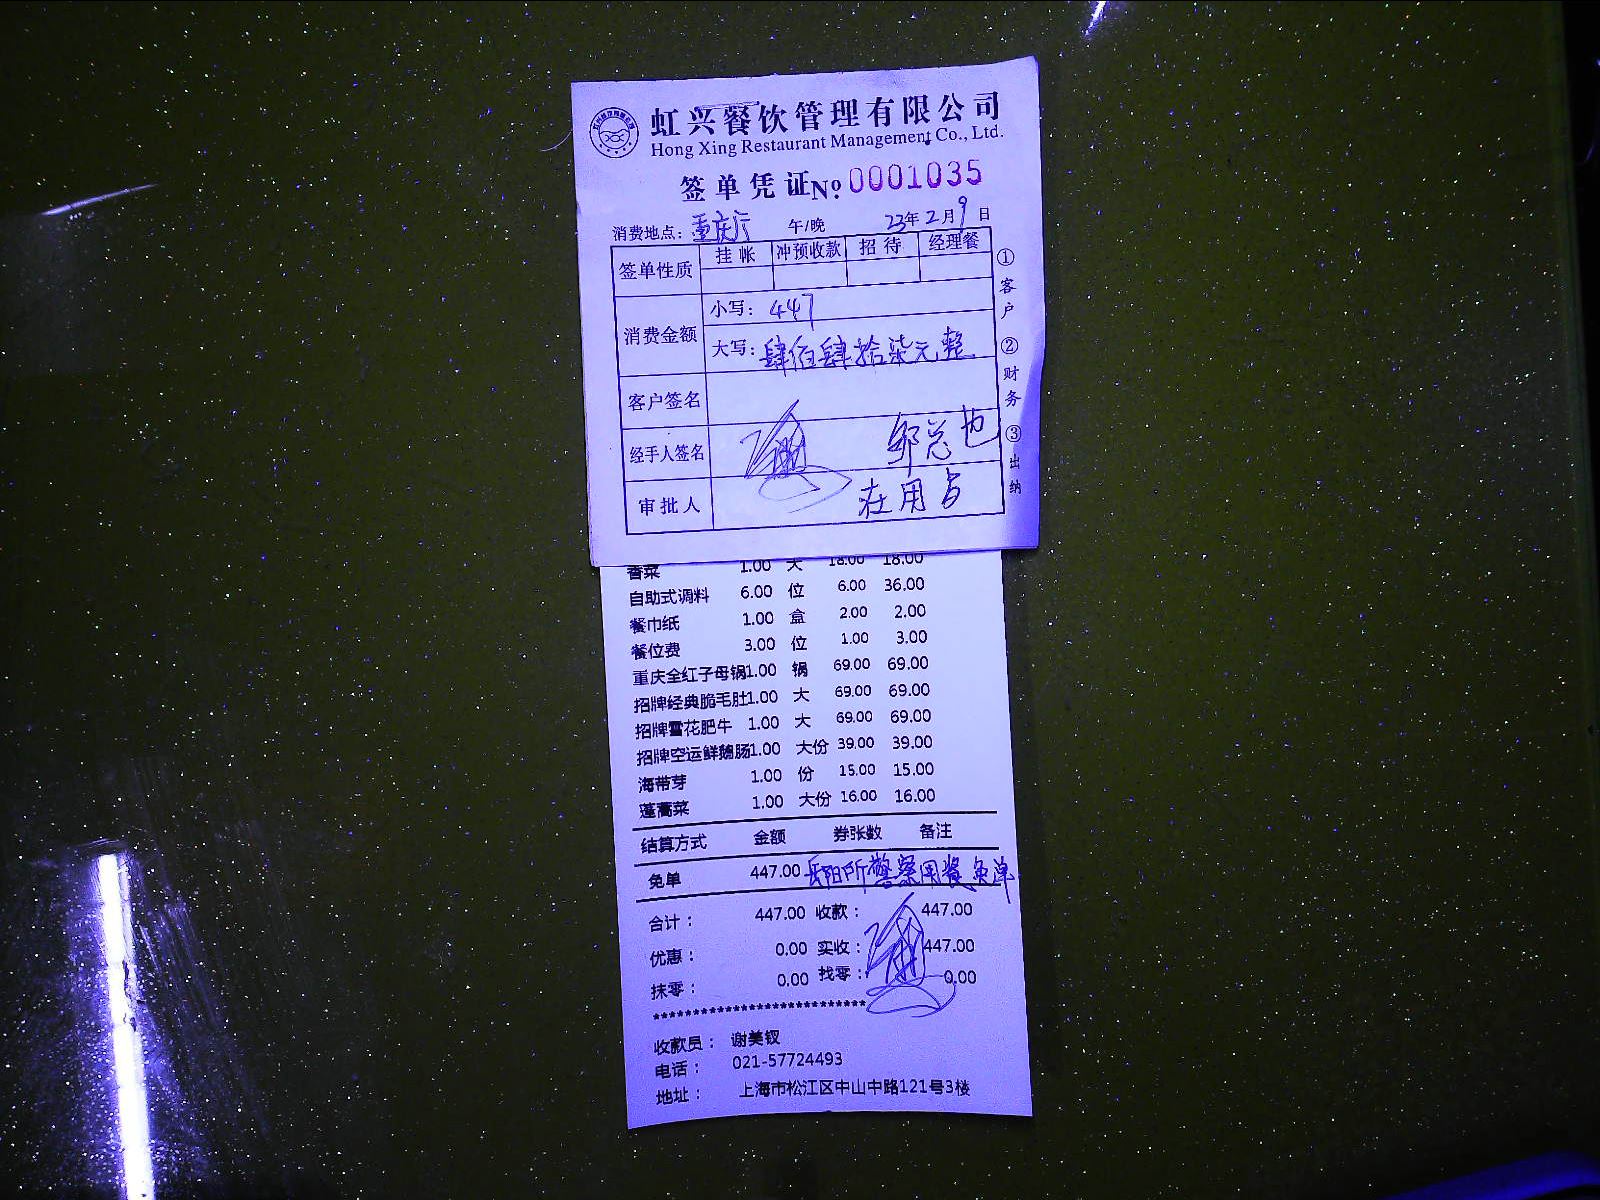 虹兴餐饮管理有限公司
Hong Xing Restaurant Management Co., Ltd.
签单凭证 No. 0001035
消费地点: 重庆 午/晚 23年2月9日
签单性质 挂帐 冲预收款 招待 经理餐
消费金额 小写: 447
大写: 肆佰肆拾柒元整
客户签名
经手人签名 邹总也
审批人 在用
①客户 ②财务 ③出纳
香菜 1.00 大 18.00 18.00
自助式调料 6.00 位 6.00 36.00
餐巾纸 1.00 盒 2.00 2.00
餐位费 3.00 位 1.00 3.00
重庆全红子母锅1.00 锅 69.00 69.00
招牌经典脆毛肚1.00 大 69.00 69.00
招牌雪花肥牛 1.00 大 69.00 69.00
招牌空运鲜鹅肠1.00 大份 39.00 39.00
海带芽 1.00 份 15.00 15.00
蓬蒿菜 1.00 大份 16.00 16.00
结算方式 金额 券张数 备注
免单 447.00 岳阳所警察用餐免单
合计: 447.00 收款: 447.00
优惠: 0.00 实收: 447.00
抹零: 0.00 找零: 0.00
**************************
收款员: 谢美钗
电话: 021-57724493
地址: 上海市松江区中山中路121号3楼